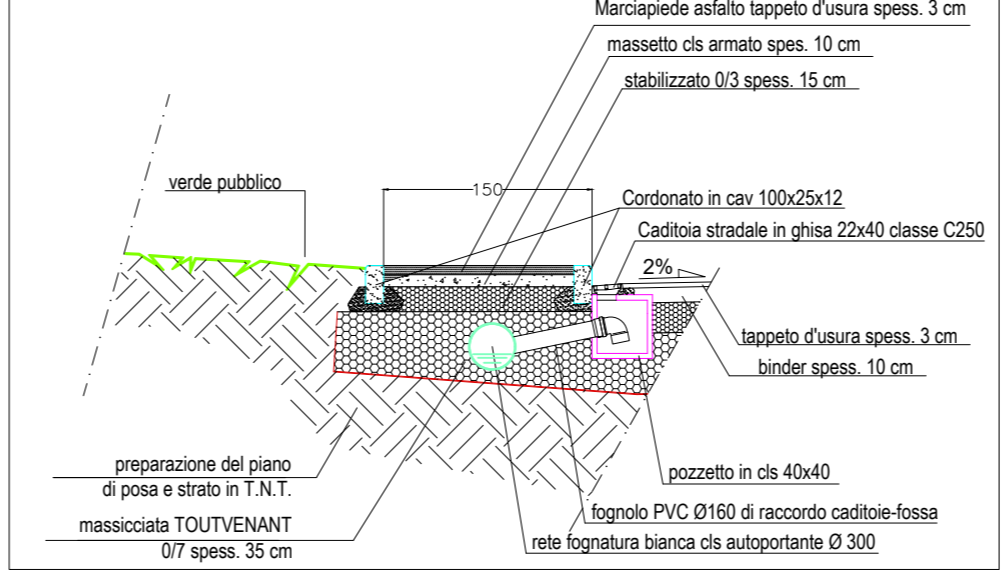 Marciapiede asfalto tappeto d'usura spess. 3 cm
massetto cls armato spes. 10 cm
stabilizzato 0/3 spess. 15 cm
verde pubblico
150
Cordonato in cav 100x25x12
Caditoia stradale in ghisa 22x40 classe C250
2%
tappeto d'usura spess. 3 cm
binder spess. 10 cm
preparazione del piano
di posa e strato in T.N.T.
pozzetto in cls 40x40
massicciata TOUTVENANT
0/7 spess. 35 cm
fognolo PVC Ø160 di raccordo caditoie-fossa
rete fognatura bianca cls autoportante Ø 300